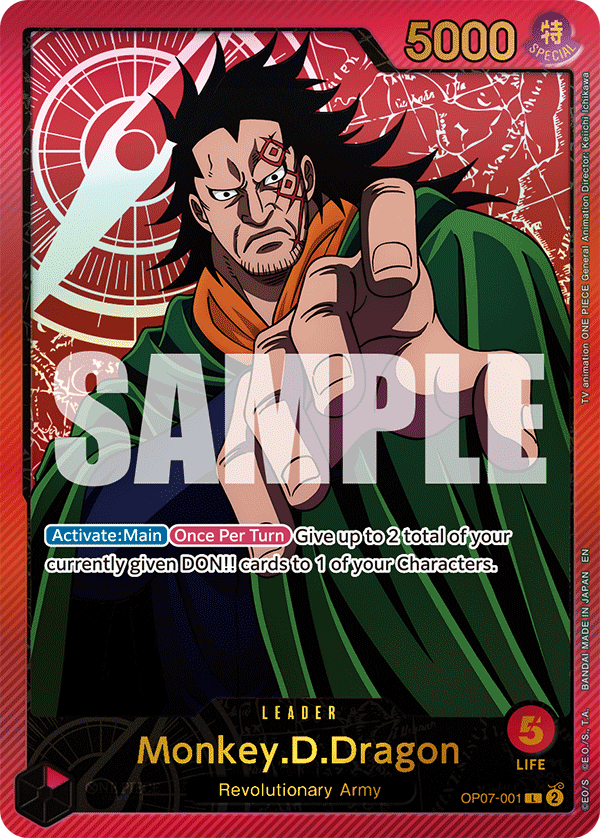 5000
特
SPECIAL
TV animation ONE PIECE General Animation Director: Keiichi Ichikawa
SAMPLE
Activate:Main Once Per Turn Give up to 2 total of your
currently given DON!! cards to 1 of your Characters.
©E.O/S ©E.O./S., T.A. BANDAI MADE IN JAPAN EN
LEADER
Monkey.D.Dragon
5
LIFE
ONE PIECE
Revolutionary Army
OP07-001 L 2